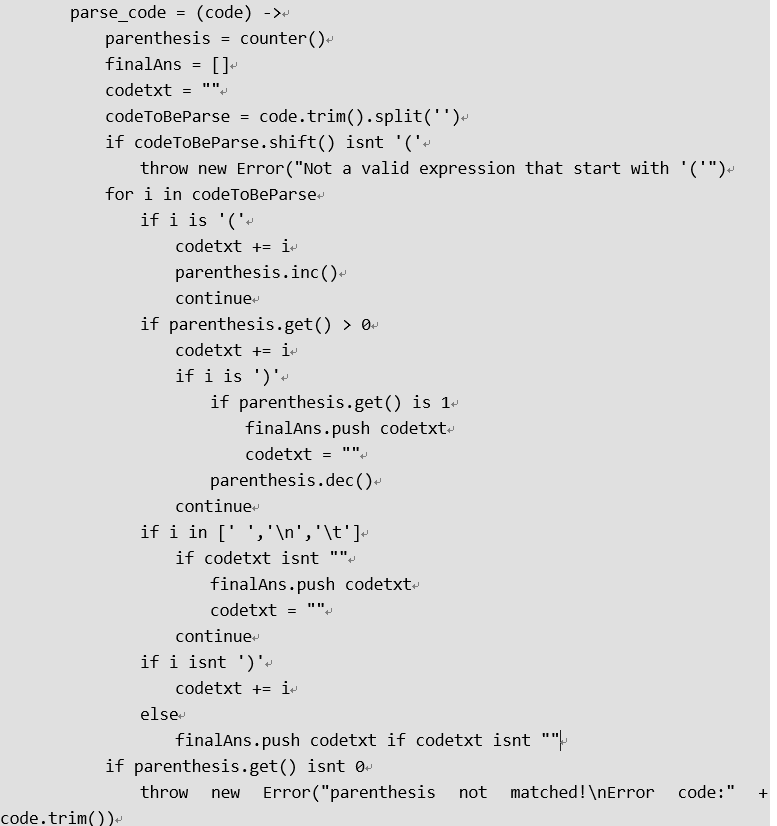 parse_code = (code) ->
parenthesis = counter()
finalAns = []
codetxt = ""
codeToBeParse = code.trim().split('')
if codeToBeParse.shift() isnt '('
throw new Error("Not a valid expression that start with '('")
for i in codeToBeParse
if i is '('
codetxt += i
parenthesis.inc()
continue
if parenthesis.get() > 0
codetxt += i
if i is ')'
if parenthesis.get() is 1
finalAns.push codetxt
codetxt = ""
parenthesis.dec()
continue
if i in [' ','\n','\t']
if codetxt isnt ""
finalAns.push codetxt
codetxt = ""
continue
if i isnt ')'
codetxt += i
else
finalAns.push codetxt if codetxt isnt ""
if parenthesis.get() isnt 0
throw new Error("parenthesis not matched!\nError code:" +
code.trim())